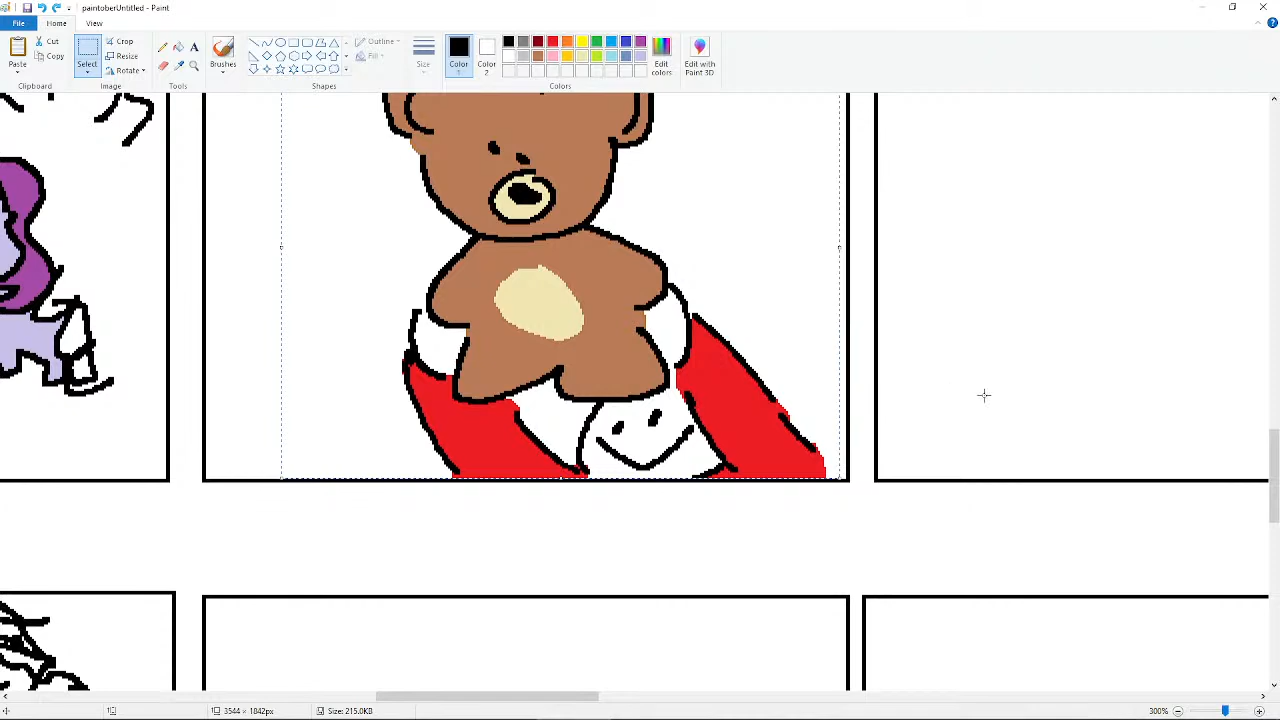 paintoberUntitled - Paint
File Home View
Paste
Cut
Copy
Clipboard
Select
Crop
Resize
Rotate
Image
A
Tools
Brushes
Outline
Fill
Shapes
Size
Color
1
Color
2
Edit
colors
Edit with
Paint 3D
Colors
3544 × 1842px
Size: 215.0KB
300%